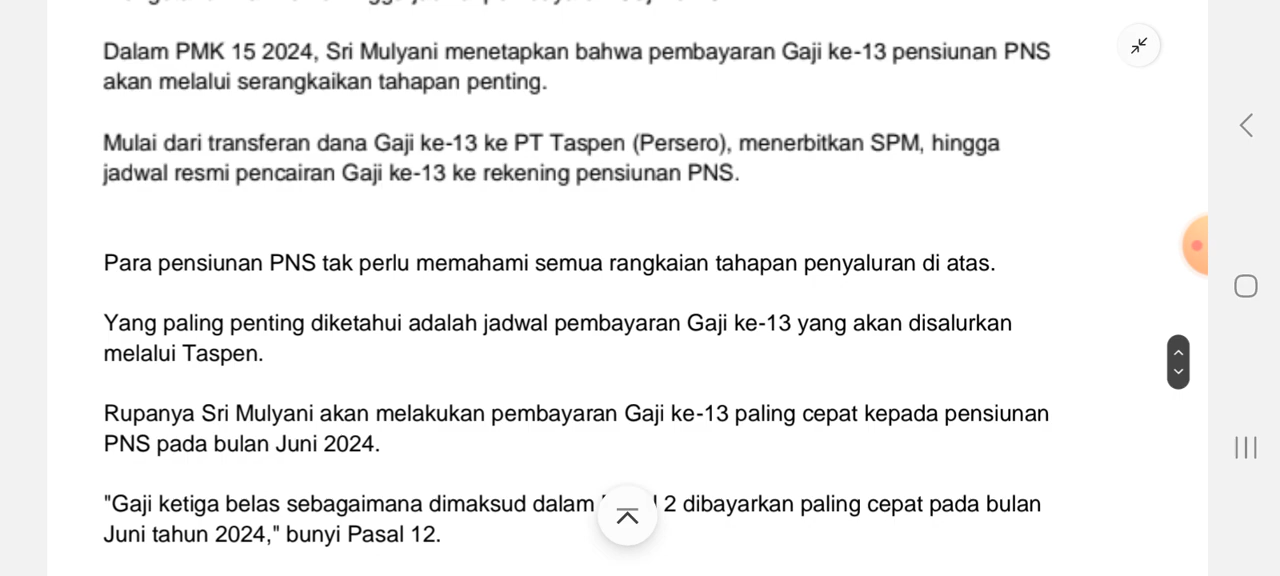 Dalam PMK 15 2024, Sri Mulyani menetapkan bahwa pembayaran Gaji ke-13 pensiunan PNS
akan melalui serangkaikan tahapan penting.
Mulai dari transferan dana Gaji ke-13 ke PT Taspen (Persero), menerbitkan SPM, hingga
jadwal resmi pencairan Gaji ke-13 ke rekening pensiunan PNS.
Para pensiunan PNS tak perlu memahami semua rangkaian tahapan penyaluran di atas.
Yang paling penting diketahui adalah jadwal pembayaran Gaji ke-13 yang akan disalurkan
melalui Taspen.
Rupanya Sri Mulyani akan melakukan pembayaran Gaji ke-13 paling cepat kepada pensiunan
PNS pada bulan Juni 2024.
"Gaji ketiga belas sebagaimana dimaksud dalam 2 dibayarkan paling cepat pada bulan
Juni tahun 2024," bunyi Pasal 12.